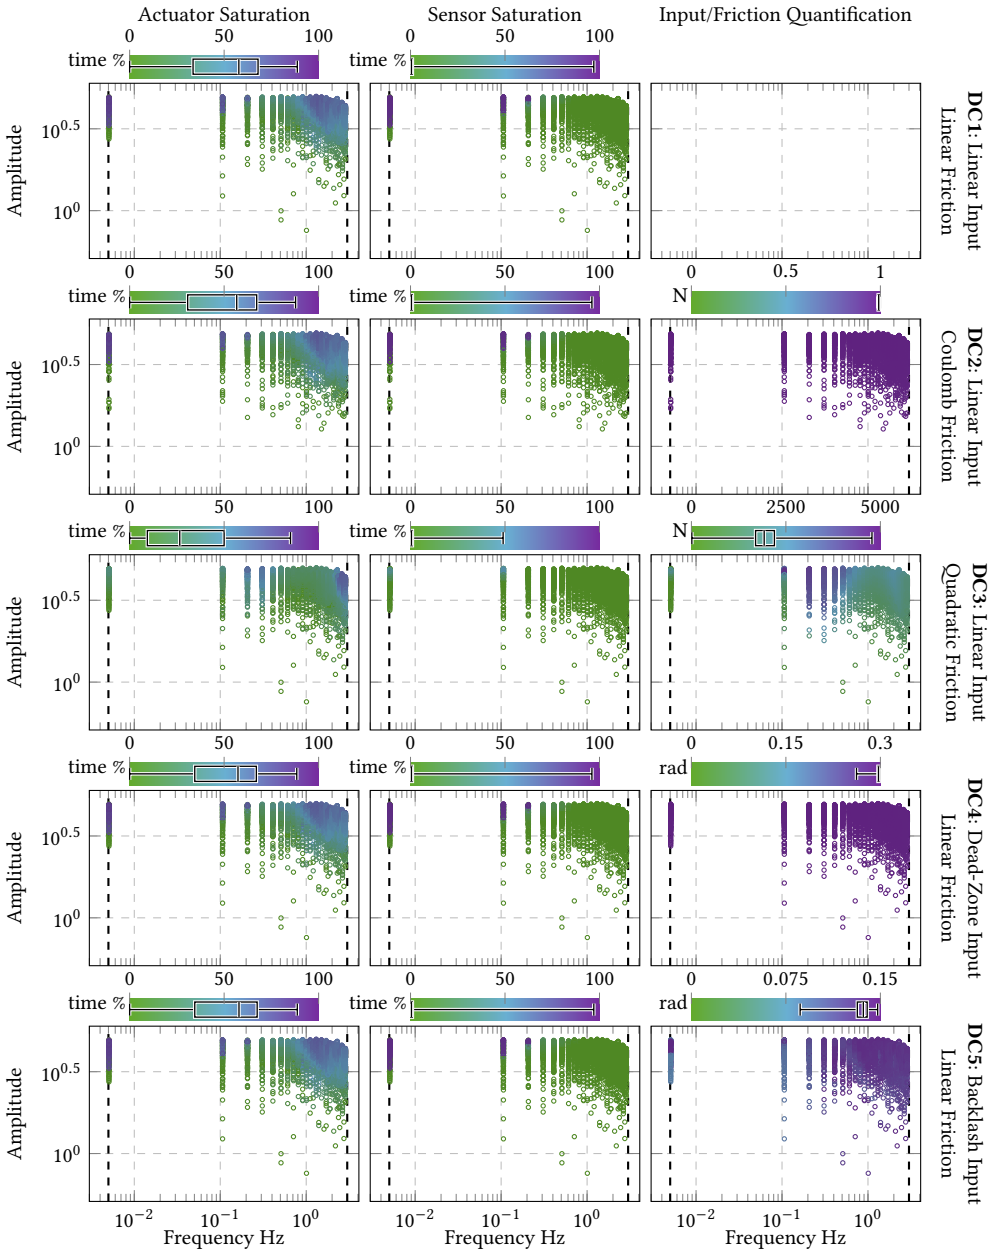 Actuator Saturation Sensor Saturation Input/Friction Quantification
0 50 100 0 50 100
time % time %
10^0.5
10^0
Amplitude
DC1: Linear Input
Linear Friction
0 50 100 0 50 100 0 0.5 1
time % time % N
10^0.5
10^0
Amplitude
DC2: Linear Input
Coulomb Friction
0 50 100 0 50 100 0 2500 5000
time % time % N
10^0.5
10^0
Amplitude
DC3: Linear Input
Quadratic Friction
0 50 100 0 50 100 0 0.15 0.3
time % time % rad
10^0.5
10^0
Amplitude
DC4: Dead-Zone Input
Linear Friction
0 50 100 0 50 100 0 0.075 0.15
time % time % rad
10^0.5
10^0
Amplitude
DC5: Backlash Input
Linear Friction
10^−2 10^−1 10^0 10^−2 10^−1 10^0 10^−2 10^−1 10^0
Frequency Hz Frequency Hz Frequency Hz